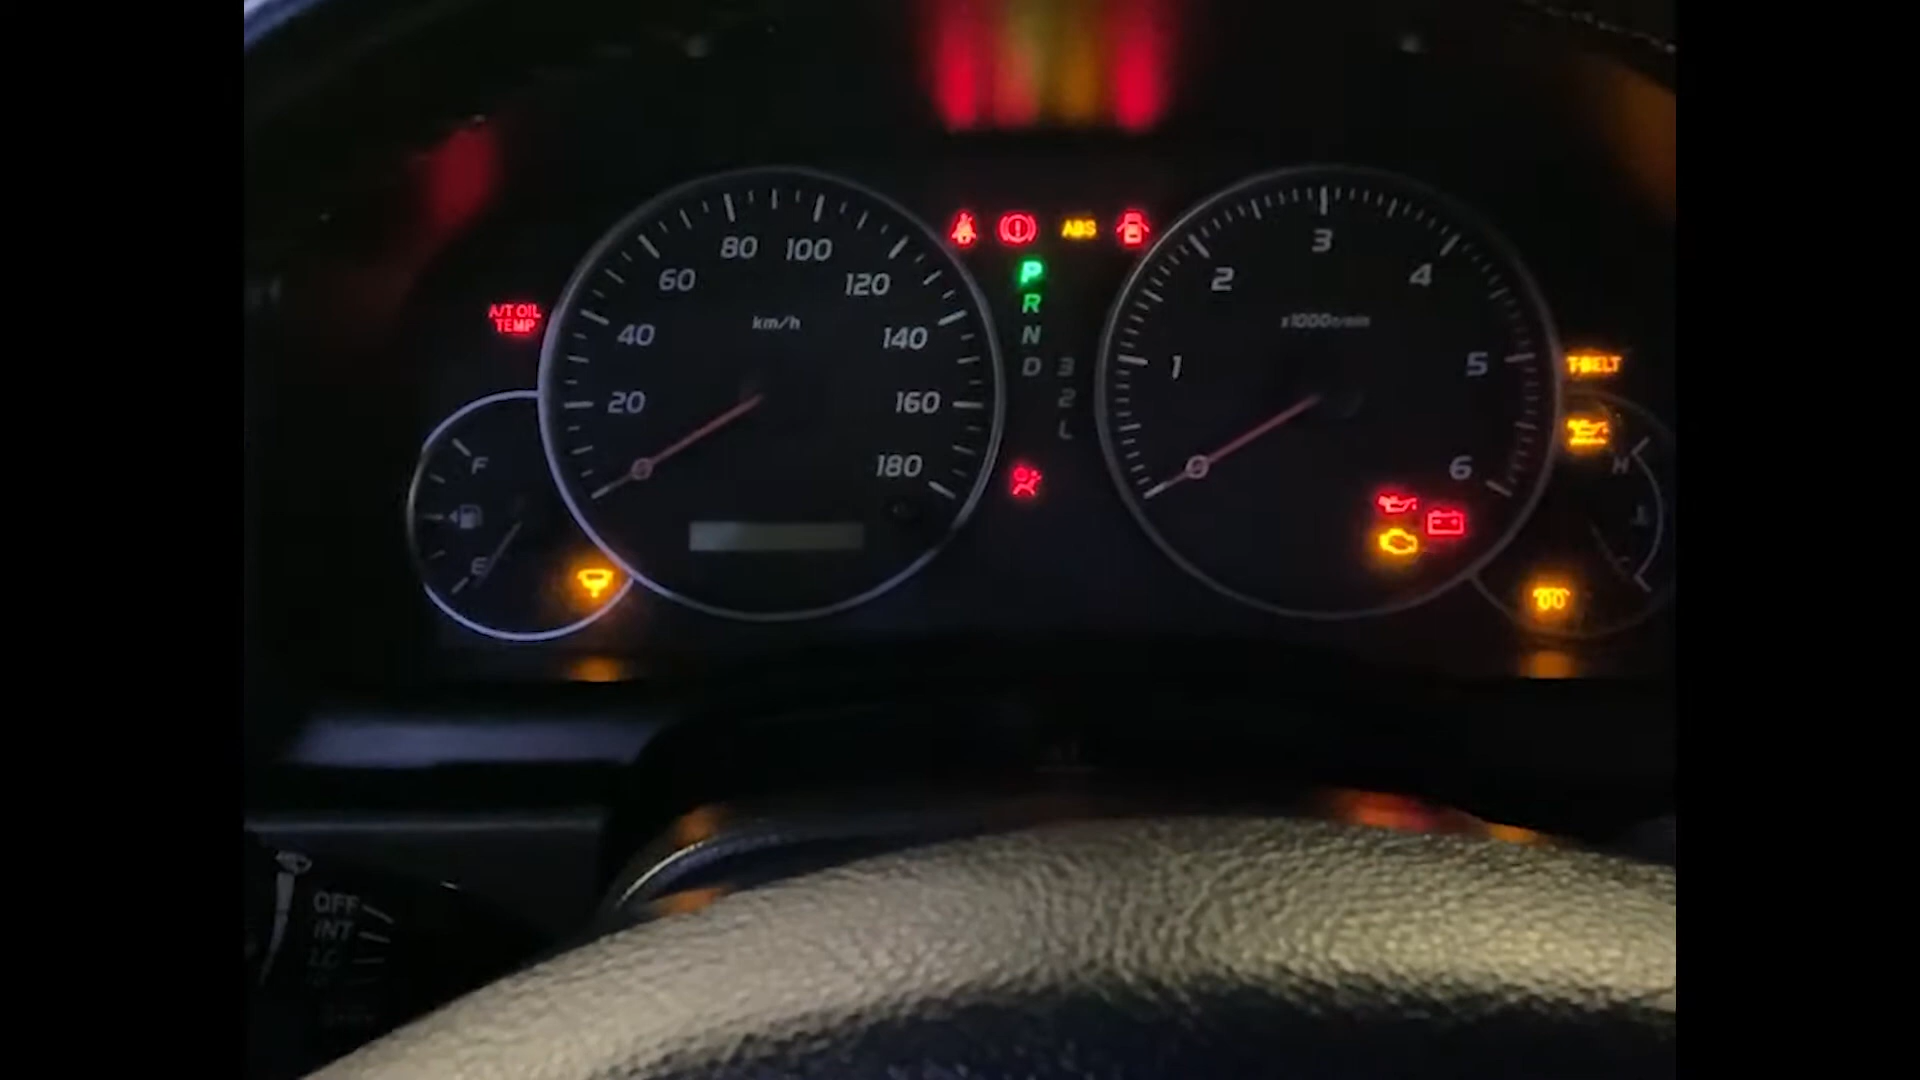 80 100
60 120
40 km/h 140
20 160
180
A/T OIL
TEMP
F
E
ABS
P
R
N
D 3
2
L
3
2 4
x1000r/min
1 5
6
T-BELT
H
C
OFF
INT